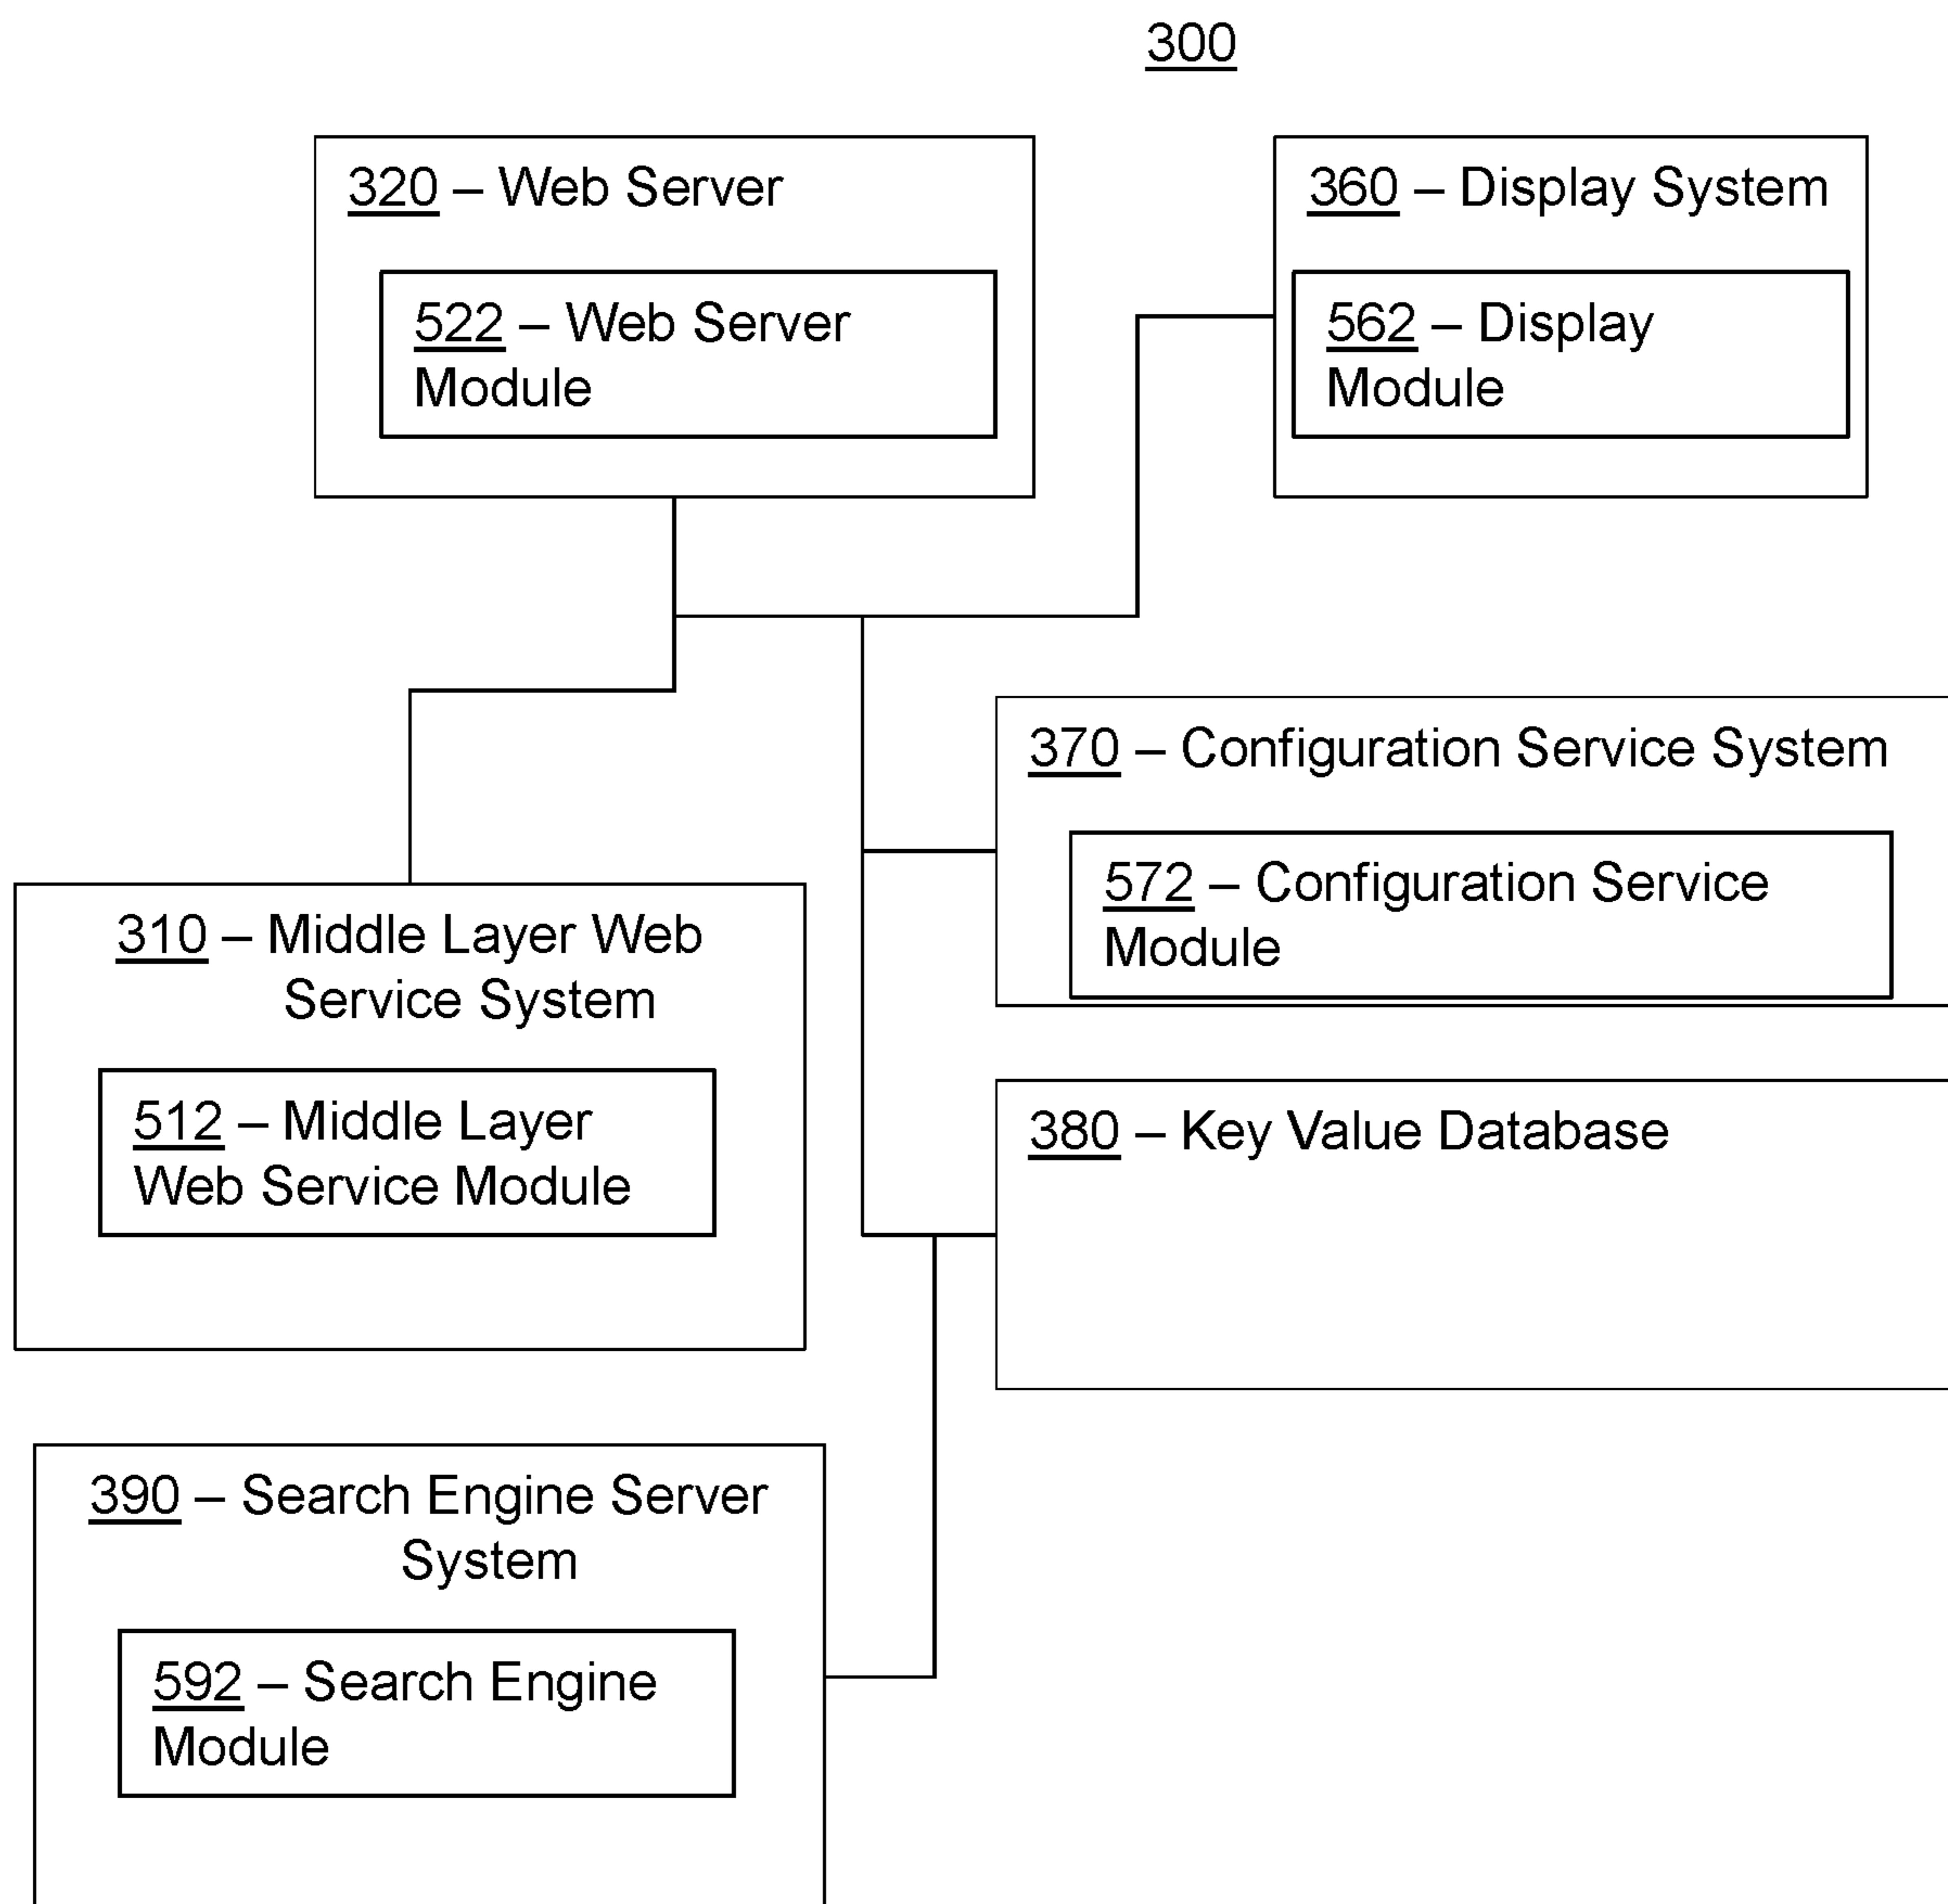 300
320 – Web Server
522 – Web Server
Module
360 – Display System
562 – Display
Module
370 – Configuration Service System
572 – Configuration Service
Module
310 – Middle Layer Web
Service System
512 – Middle Layer
Web Service Module
380 – Key Value Database
390 – Search Engine Server
System
592 – Search Engine
Module